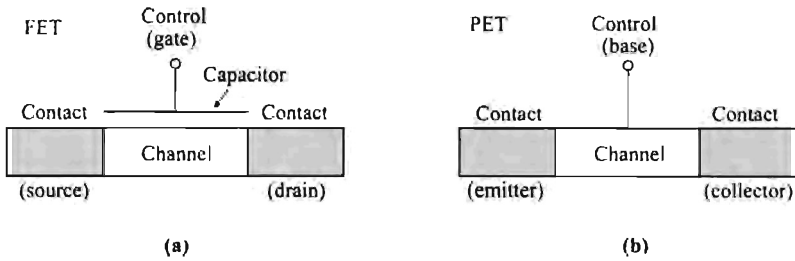 FET
Control
(gate)
Capacitor
Contact
Contact
Channel
(source)
(drain)
(a)
PET
Control
(base)
Contact
Contact
Channel
(emitter)
(collector)
(b)